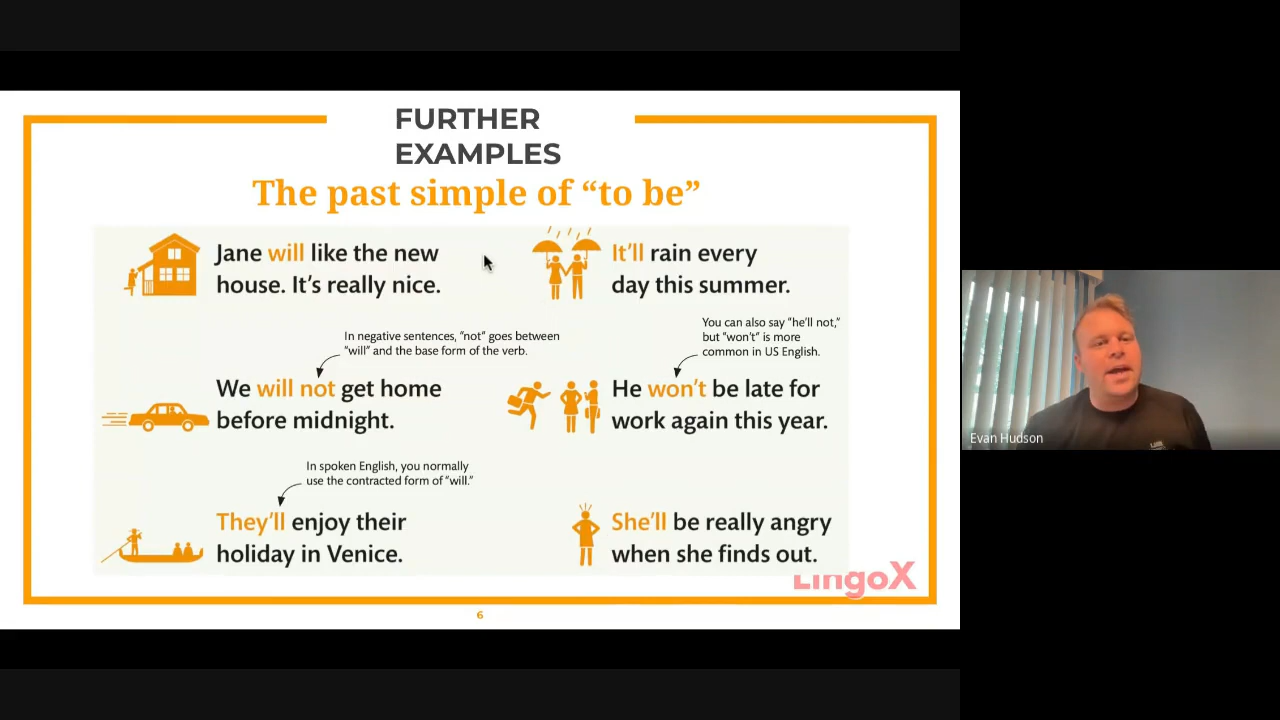 FURTHER
EXAMPLES
The past simple of “to be”
Jane will like the new
house. It’s really nice.
It’ll rain every
day this summer.
In negative sentences, “not” goes between
“will” and the base form of the verb.
We will not get home
before midnight.
You can also say “he’ll not,”
but “won’t” is more
common in US English.
He won’t be late for
work again this year.
In spoken English, you normally
use the contracted form of “will.”
They’ll enjoy their
holiday in Venice.
She’ll be really angry
when she finds out.
LingoX
6
Evan Hudson